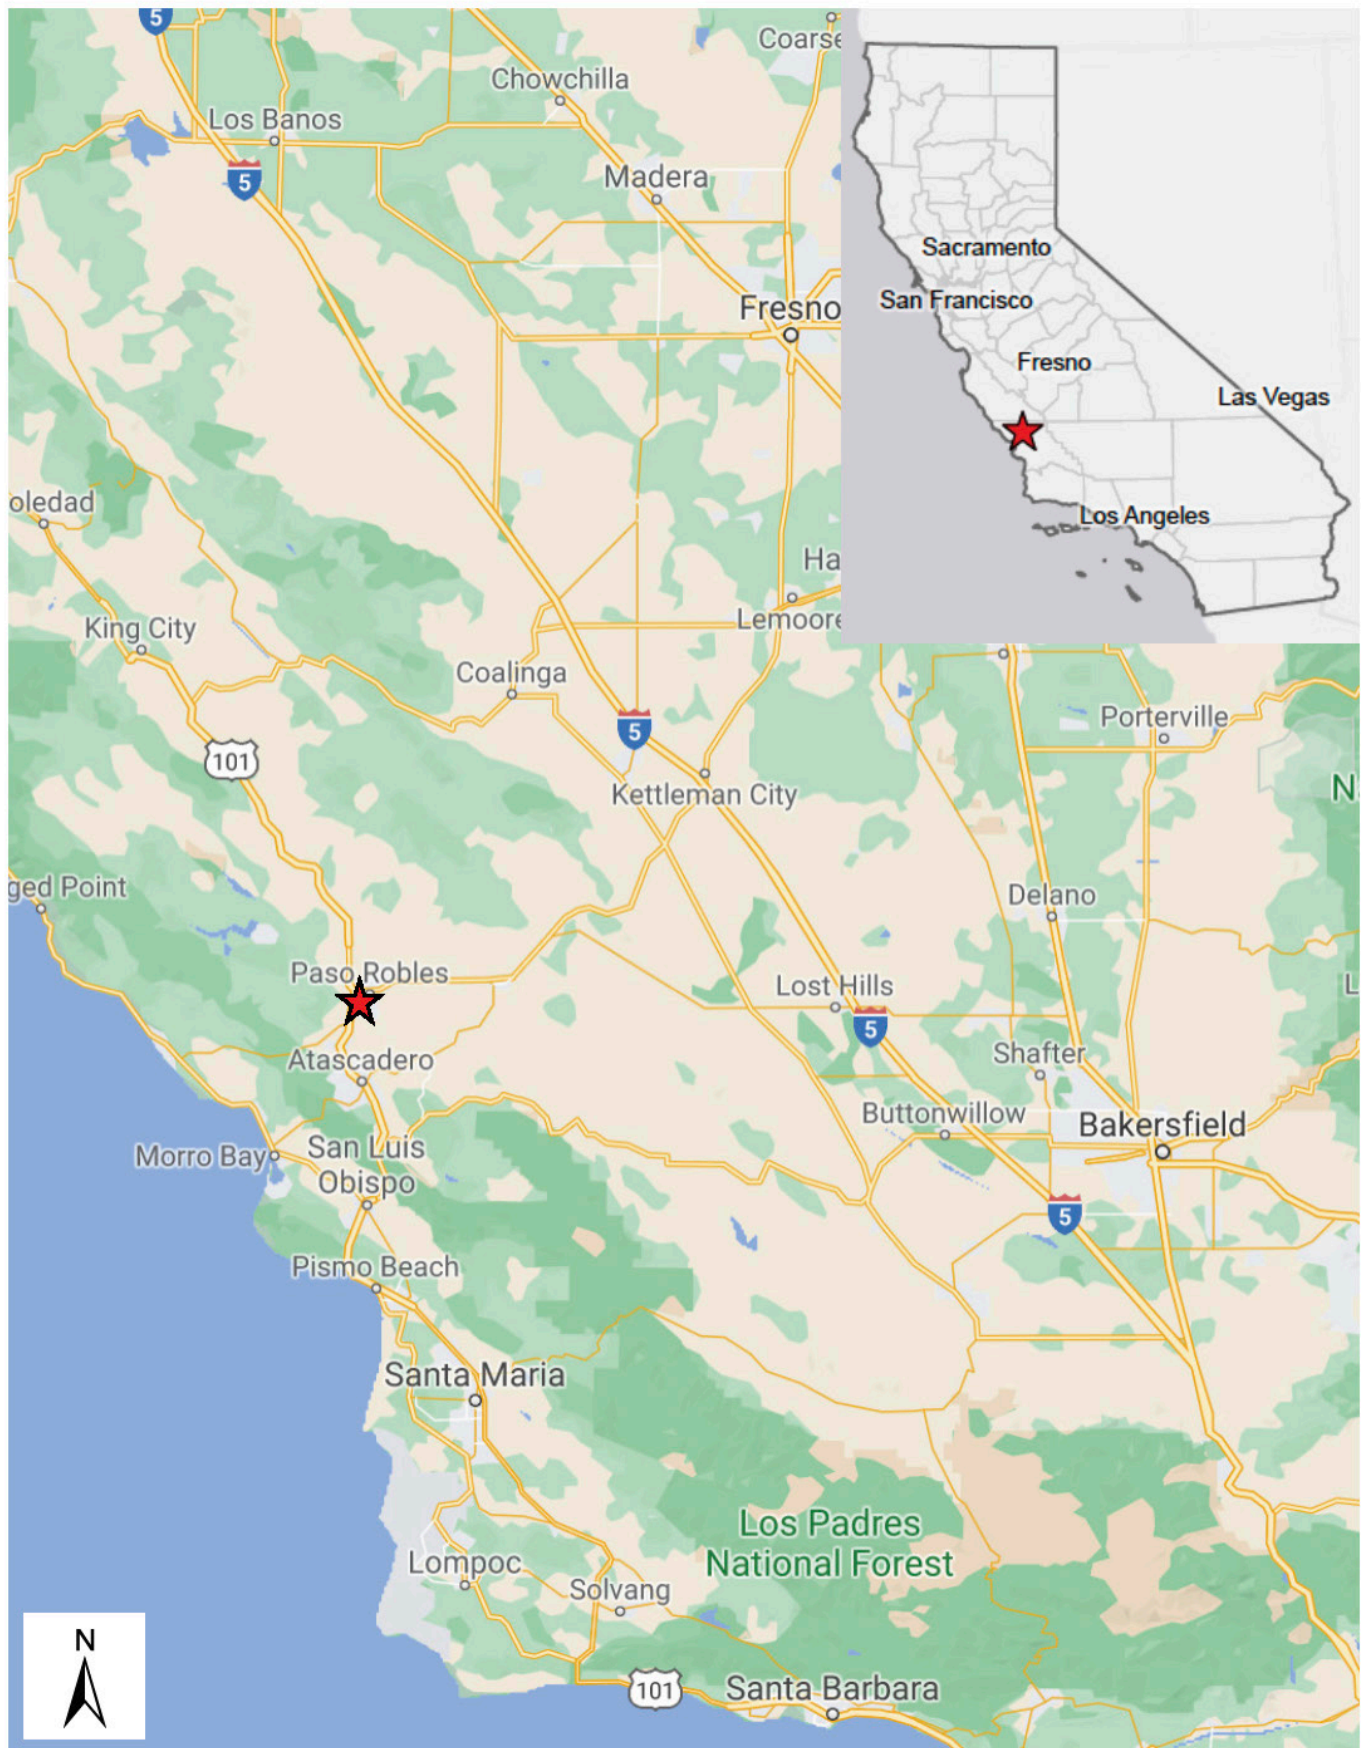 5
Coarse
Chowchilla
Los Banos
5
Madera
Sacramento
San Francisco
Fresno
Fresno
Las Vegas
oledad
Los Angeles
Ha
Lemoore
King City
Coalinga
5
Porterville
101
Kettleman City
N
ged Point
Delano
Paso Robles
Lost Hills
L
5
Atascadero
Shafter
Buttonwillow
Bakersfield
Morro Bay
San Luis
Obispo
5
Pismo Beach
Santa Maria
Los Padres
National Forest
Lompoc
Solvang
N
101
Santa Barbara